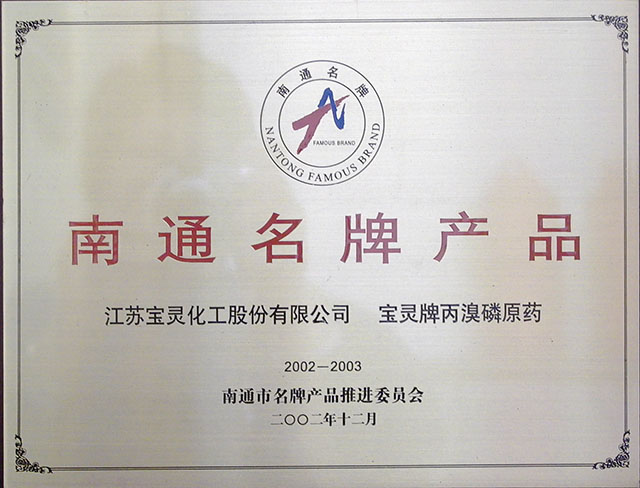 南通名牌
FAMOUS BRAND
NANTONG FAMOUS BRAND
南通名牌产品
江苏宝灵化工股份有限公司 宝灵牌丙溴磷原药
2002—2003
南通市名牌产品推进委员会
二〇〇二年十二月